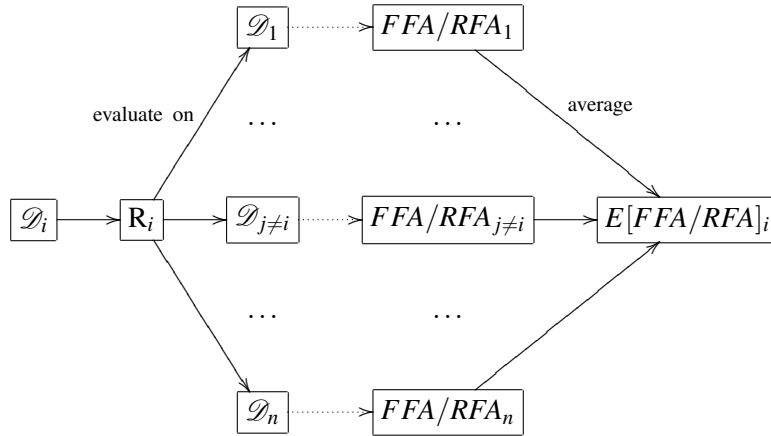 𝒟₁ FFA/RFA₁
evaluate on average
... ...
𝒟ᵢ Rᵢ 𝒟ⱼ≠ᵢ FFA/RFAⱼ≠ᵢ E[FFA/RFA]ᵢ
... ...
𝒟ₙ FFA/RFAₙ